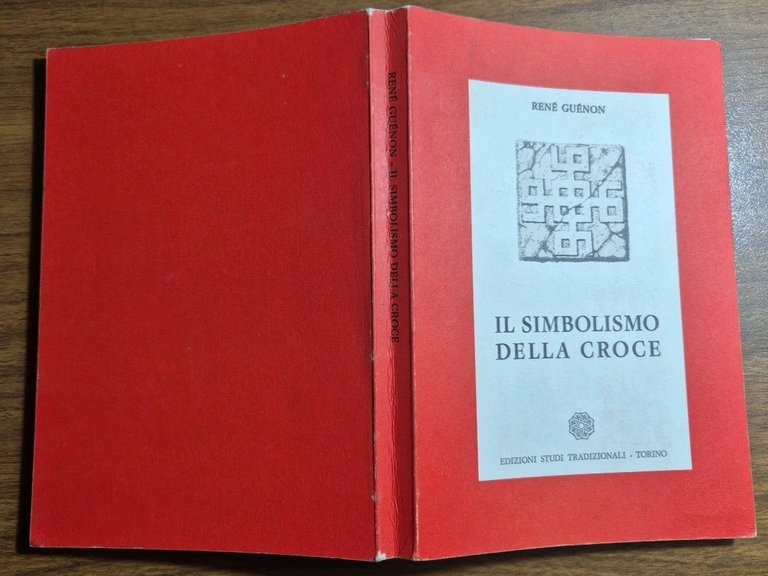 RENÉ GUÉNON - IL SIMBOLISMO DELLA CROCE
RENÉ GUÉNON
IL SIMBOLISMO
DELLA CROCE
EDIZIONI STUDI TRADIZIONALI - TORINO